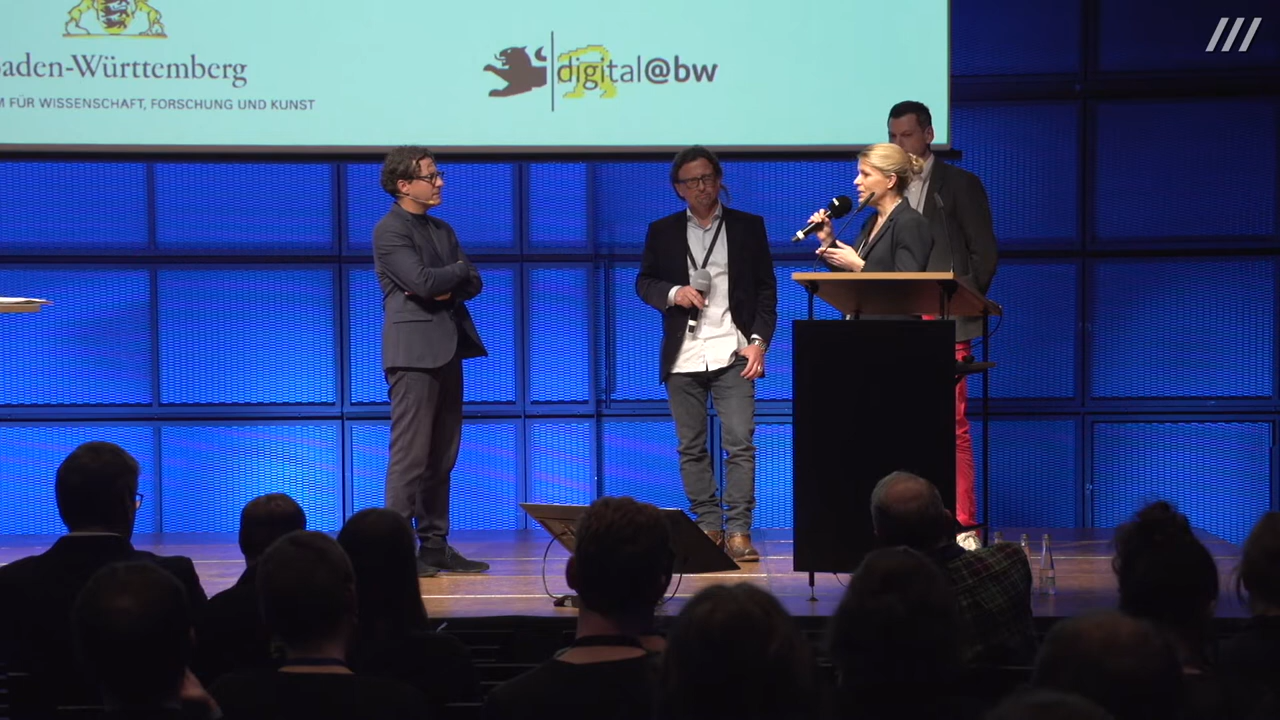 aden-Württemberg
M FÜR WISSENSCHAFT, FORSCHUNG UND KUNST
digital@bw